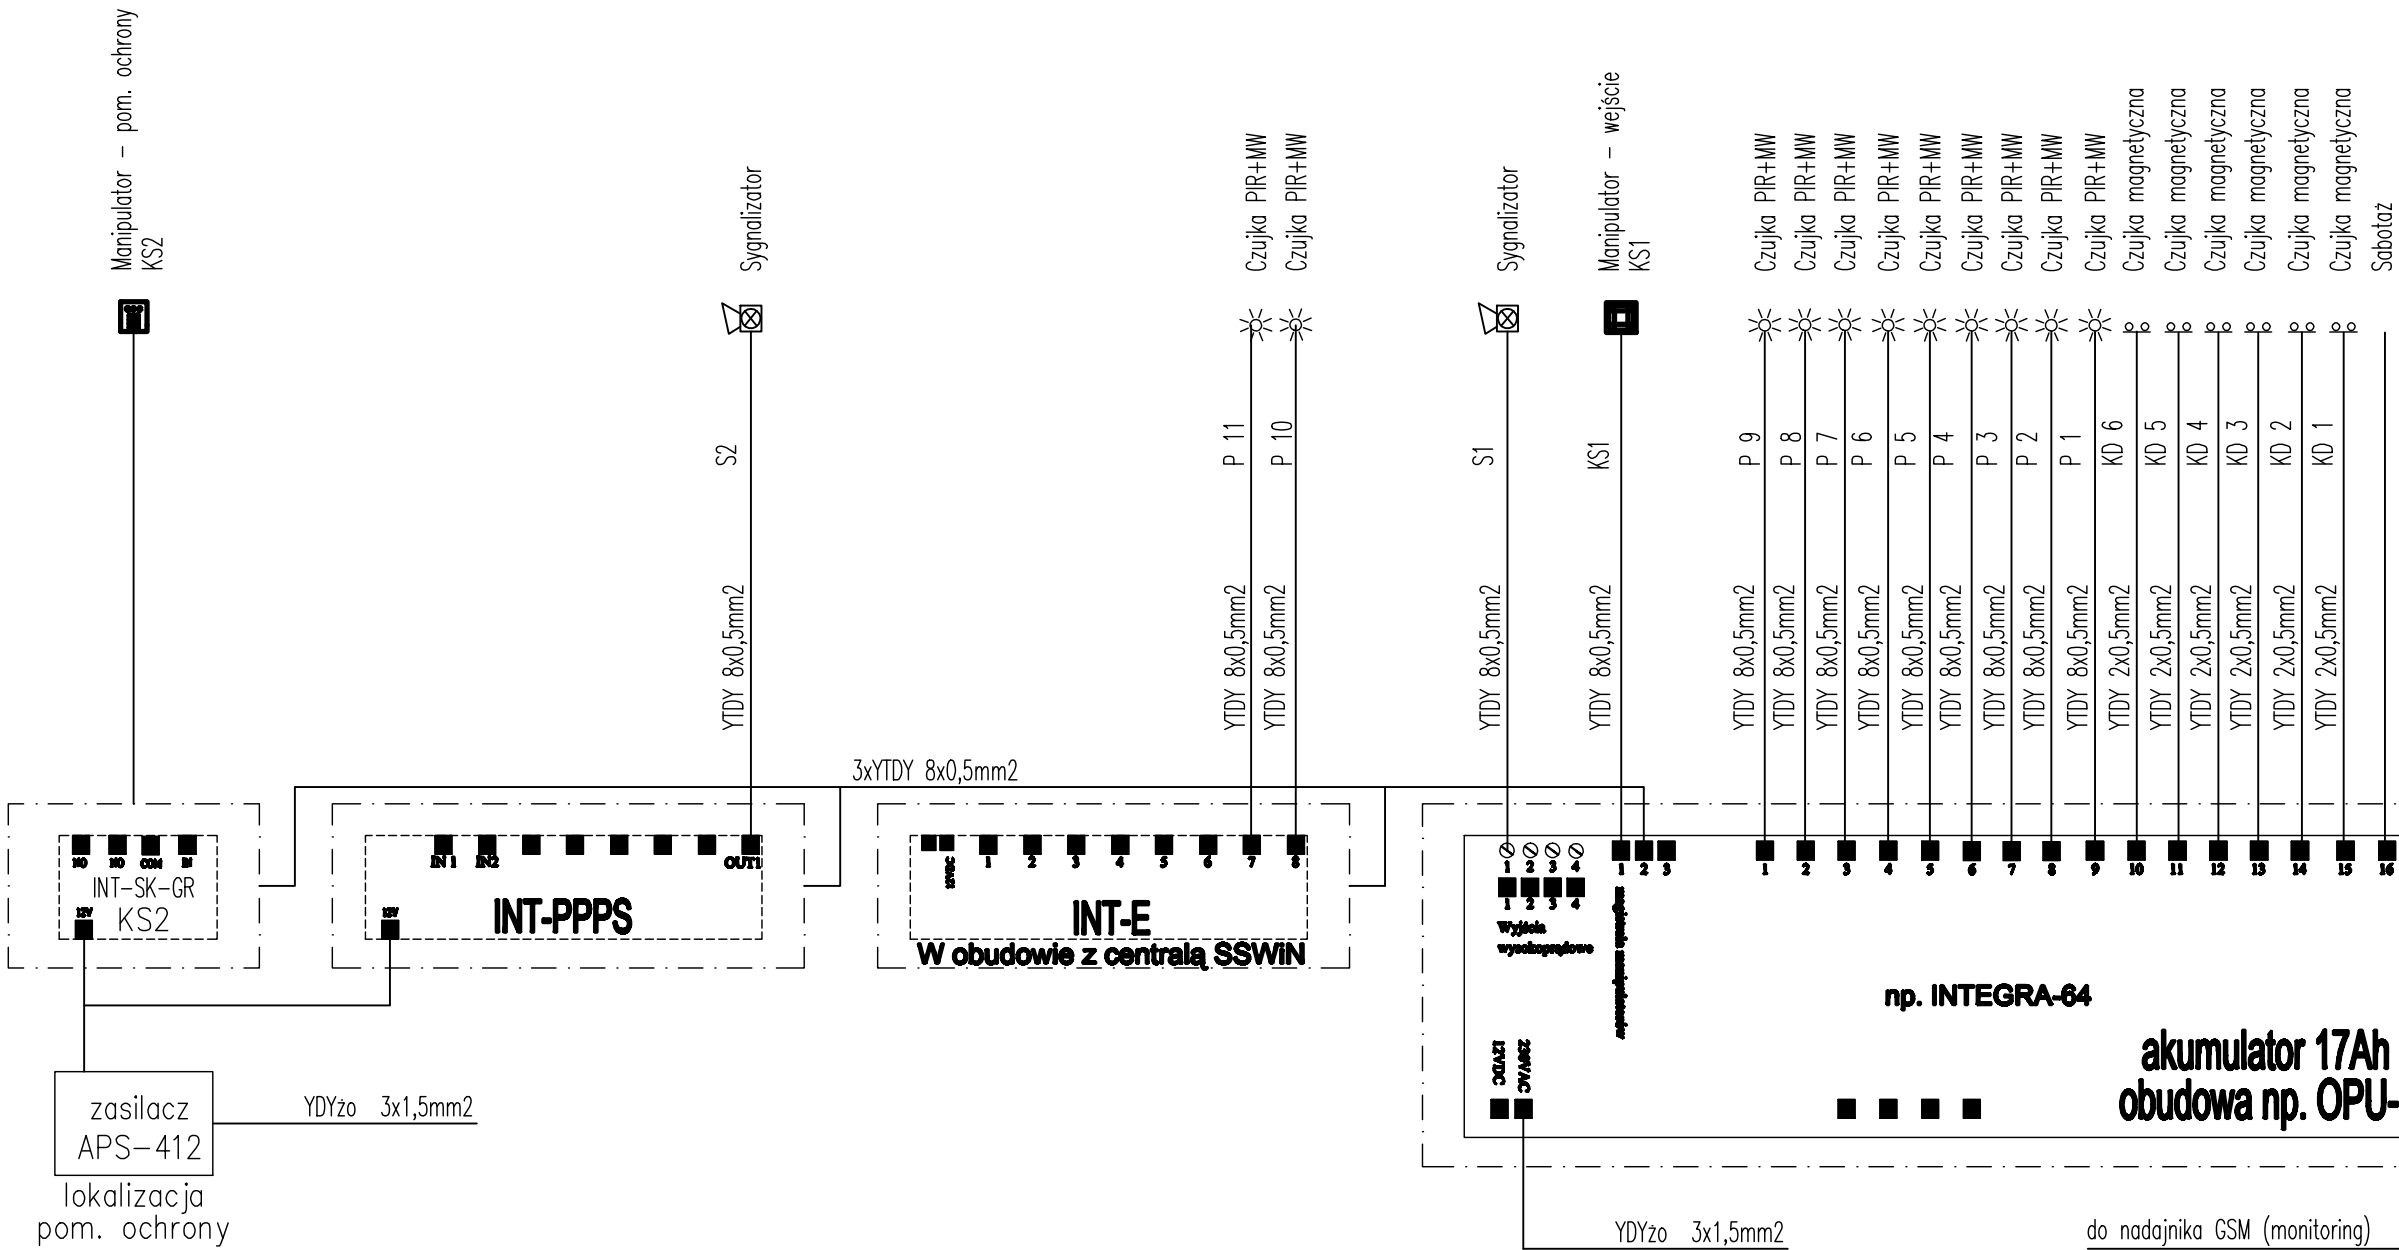 Manipulator - pom. ochrony
KS2
Sygnalizator
Czujka PIR+MW
Czujka PIR+MW
Sygnalizator
Manipulator - wejście
KS1
Czujka PIR+MW
Czujka PIR+MW
Czujka PIR+MW
Czujka PIR+MW
Czujka PIR+MW
Czujka PIR+MW
Czujka PIR+MW
Czujka PIR+MW
Czujka PIR+MW
Czujka magnetyczna
Czujka magnetyczna
Czujka magnetyczna
Czujka magnetyczna
Czujka magnetyczna
Czujka magnetyczna
Sabotaż
S2
P 11
P 10
S1
KS1
P 9
P 8
P 7
P 6
P 5
P 4
P 3
P 2
P 1
KD 6
KD 5
KD 4
KD 3
KD 2
KD 1
YTDY 8x0,5mm2
YTDY 8x0,5mm2
YTDY 8x0,5mm2
YTDY 8x0,5mm2
YTDY 8x0,5mm2
YTDY 8x0,5mm2
YTDY 8x0,5mm2
YTDY 8x0,5mm2
YTDY 8x0,5mm2
YTDY 8x0,5mm2
YTDY 8x0,5mm2
YTDY 8x0,5mm2
YTDY 8x0,5mm2
YTDY 8x0,5mm2
YTDY 2x0,5mm2
YTDY 2x0,5mm2
YTDY 2x0,5mm2
YTDY 2x0,5mm2
YTDY 2x0,5mm2
YTDY 2x0,5mm2
3xYTDY 8x0,5mm2
NO NO COM IN
INT-SK-GR
12V KS2
IN 1 IN2 OUT1
12V INT-PPPS
1 2 3 4 5 6 7 8
INT-E
W obudowie z centralą SSWiN
1 2 3 4
1 2 3 4
Wyjścia
wysokoprądowe
1 2 3
magistrala manipulatorów
1 2 3 4 5 6 7 8 9 10 11 12 13 14 15 16
np. INTEGRA-64
akumulator 17Ah
obudowa np. OPU-
12VDC
230VAC
zasilacz
APS-412
YDYżo 3x1,5mm2
lokalizacja
pom. ochrony
YDYżo 3x1,5mm2
do nadajnika GSM (monitoring)